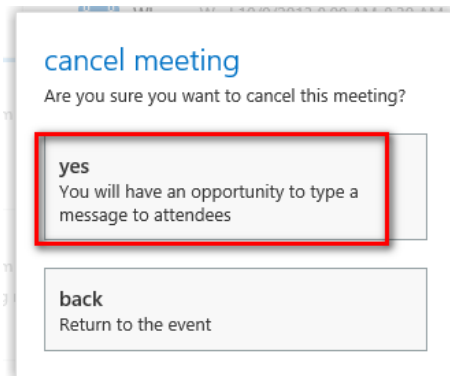 cancel meeting
Are you sure you want to cancel this meeting?
yes
You will have an opportunity to type a
message to attendees
back
Return to the event